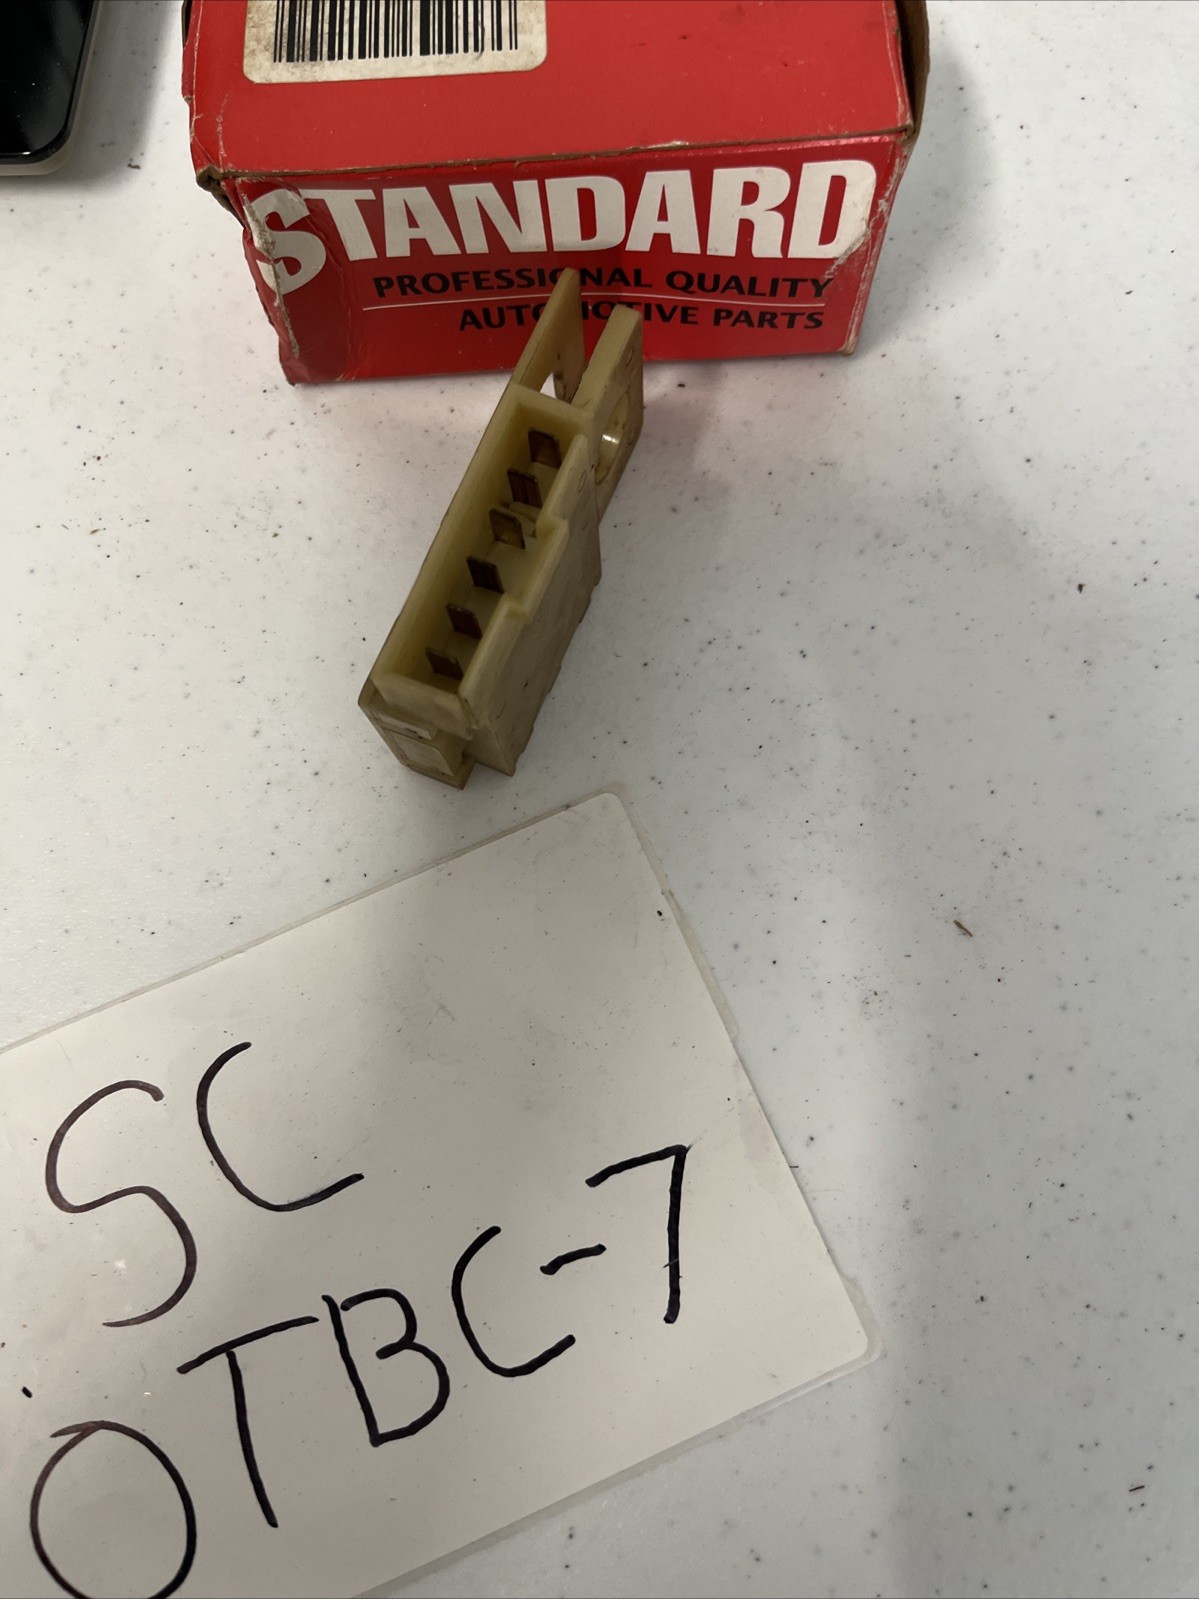 STANDARD
PROFESSIONAL QUALITY
AUTOMOTIVE PARTS
SC
OTBC-7